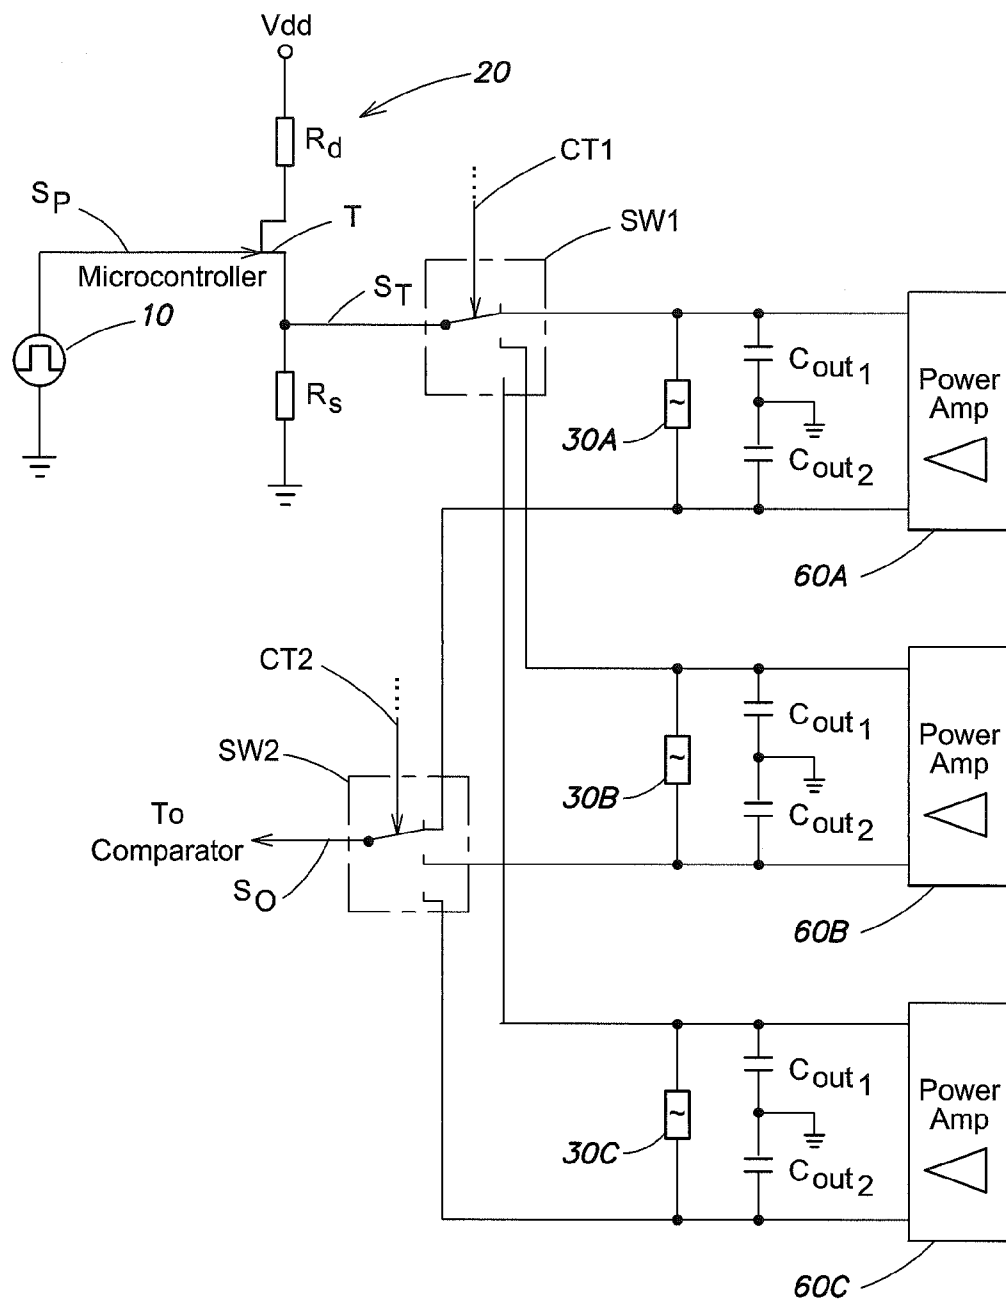 Vdd
20
Rd
CT1
SP
T
SW1
Microcontroller
ST
10
Cout1
Power
Amp
Rs
30A
Cout2
60A
CT2
Cout1
SW2
Power
Amp
30B
To
Comparator
Cout2
SO
60B
Cout1
Power
Amp
30C
Cout2
60C